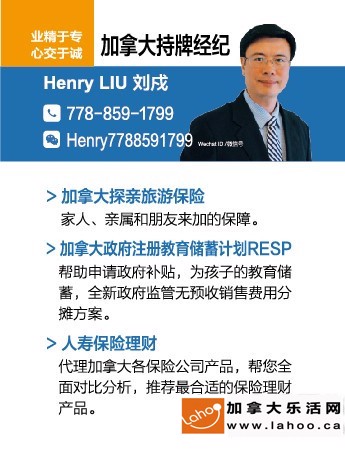 业精于专
心交于诚
加拿大持牌经纪
Henry LIU 刘戍
778-859-1799
Henry7788591799 Wechat ID /微信号
> 加拿大探亲旅游保险
家人、亲属和朋友来加的保障。
> 加拿大政府注册教育储蓄计划RESP
帮助申请政府补贴，为孩子的教育储
蓄，全新政府监管无预收销售费用分
摊方案。
> 人寿保险理财
代理加拿大各保险公司产品，帮您全
面对比分析，推荐最合适的保险理财
产品。
Lahoo
加拿大乐活网
www.lahoo.ca